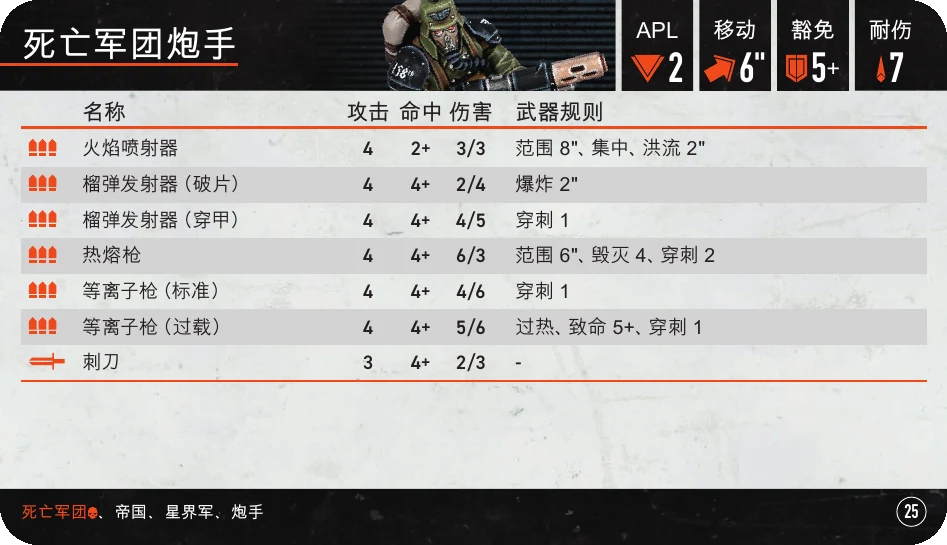 死亡军团炮手
APL 移动 豁免 耐伤
2 6" 5+ 7
158th
名称 攻击 命中 伤害 武器规则
火焰喷射器 4 2+ 3/3 范围 8"、集中、洪流 2"
榴弹发射器（破片） 4 4+ 2/4 爆炸 2"
榴弹发射器（穿甲） 4 4+ 4/5 穿刺 1
热熔枪 4 4+ 6/3 范围 6"、毁灭 4、穿刺 2
等离子枪（标准） 4 4+ 4/6 穿刺 1
等离子枪（过载） 4 4+ 5/6 过热、致命 5+、穿刺 1
刺刀 3 4+ 2/3 -
死亡军团、帝国、星界军、炮手 25